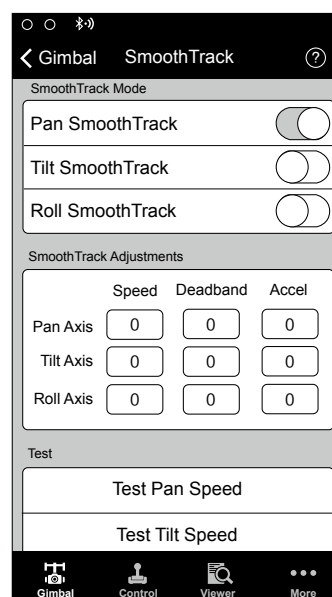 Gimbal SmoothTrack ?
SmoothTrack Mode
Pan SmoothTrack
Tilt SmoothTrack
Roll SmoothTrack
SmoothTrack Adjustments
Speed Deadband Accel
Pan Axis 0 0 0
Tilt Axis 0 0 0
Roll Axis 0 0 0
Test
Test Pan Speed
Test Tilt Speed
Gimbal Control Viewer More